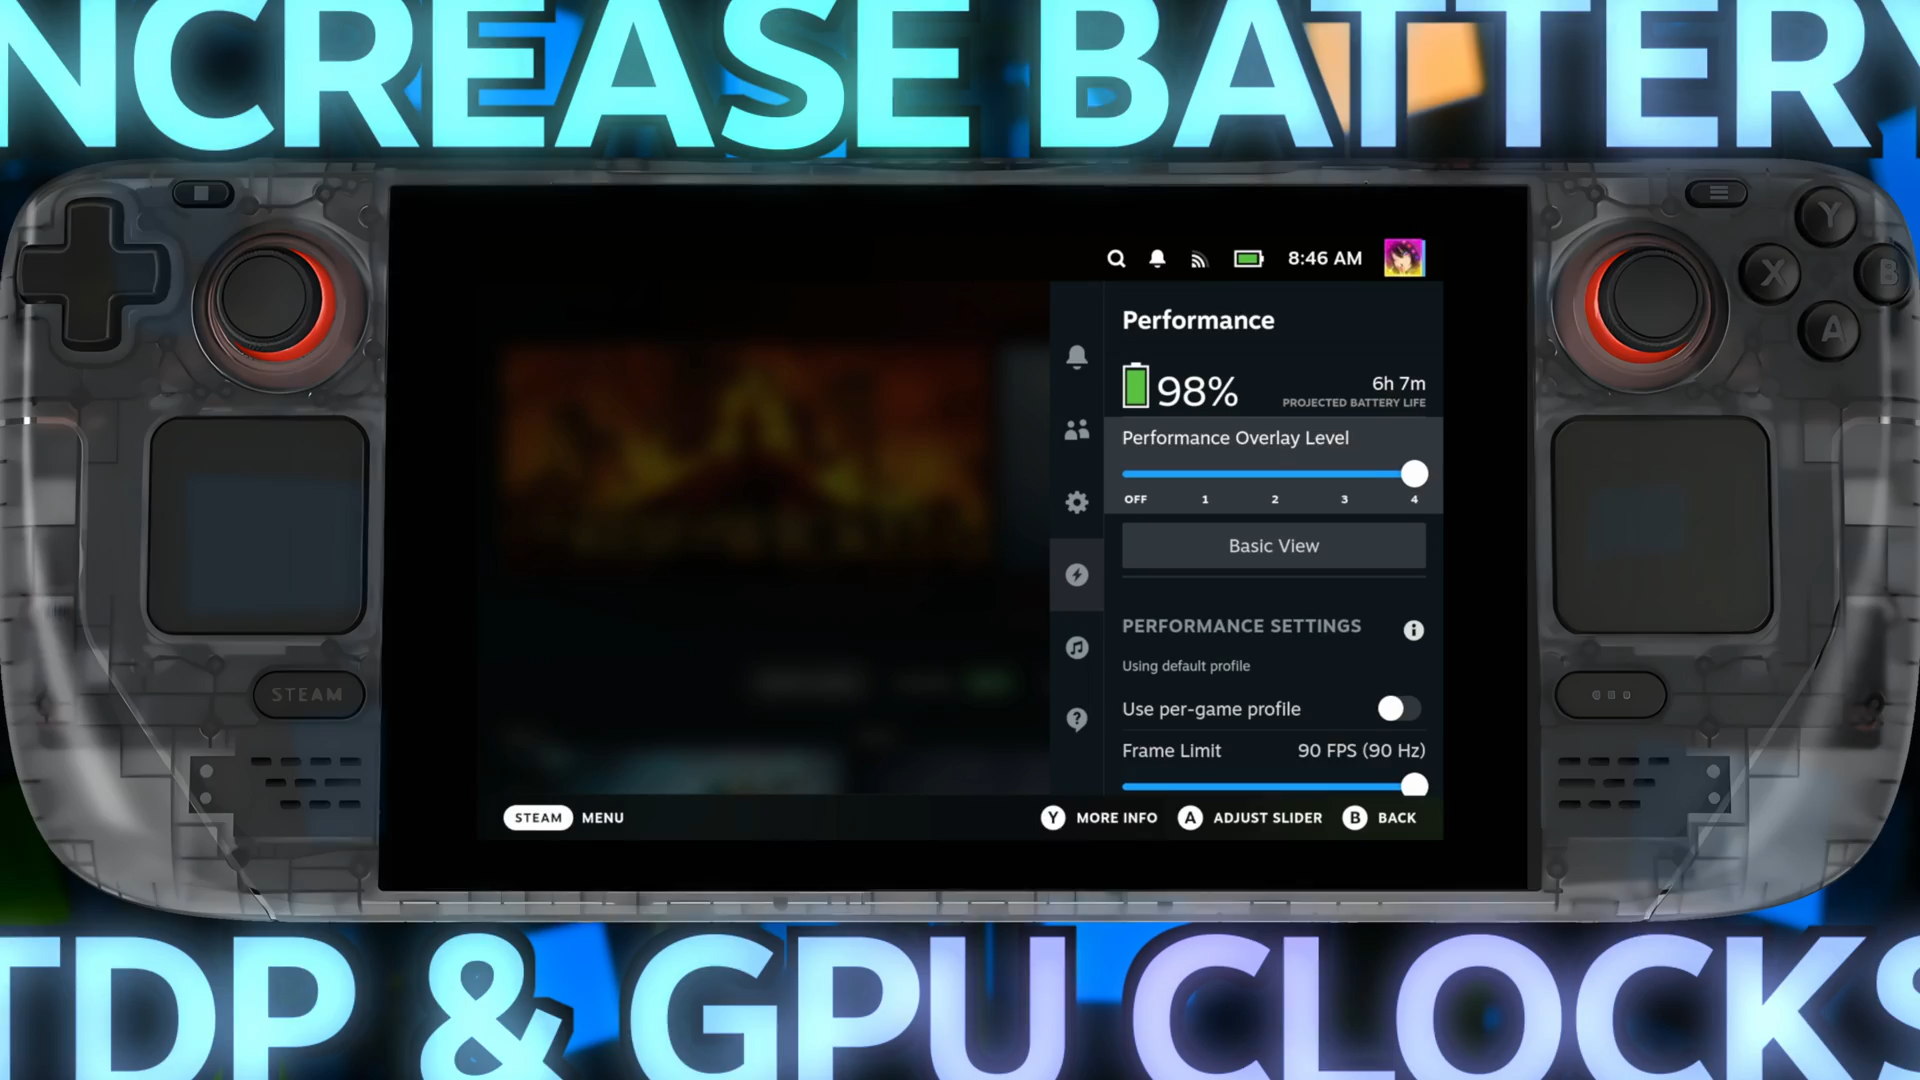 NCREASE BATTERY
Y
X
B
A
8:46 AM
Performance
98%
6h 7m
PROJECTED BATTERY LIFE
Performance Overlay Level
OFF 1 2 3 4
Basic View
PERFORMANCE SETTINGS
Using default profile
Use per-game profile
Frame Limit 90 FPS (90 Hz)
STEAM
STEAM MENU
Y MORE INFO A ADJUST SLIDER B BACK
TDP & GPU CLOCKS